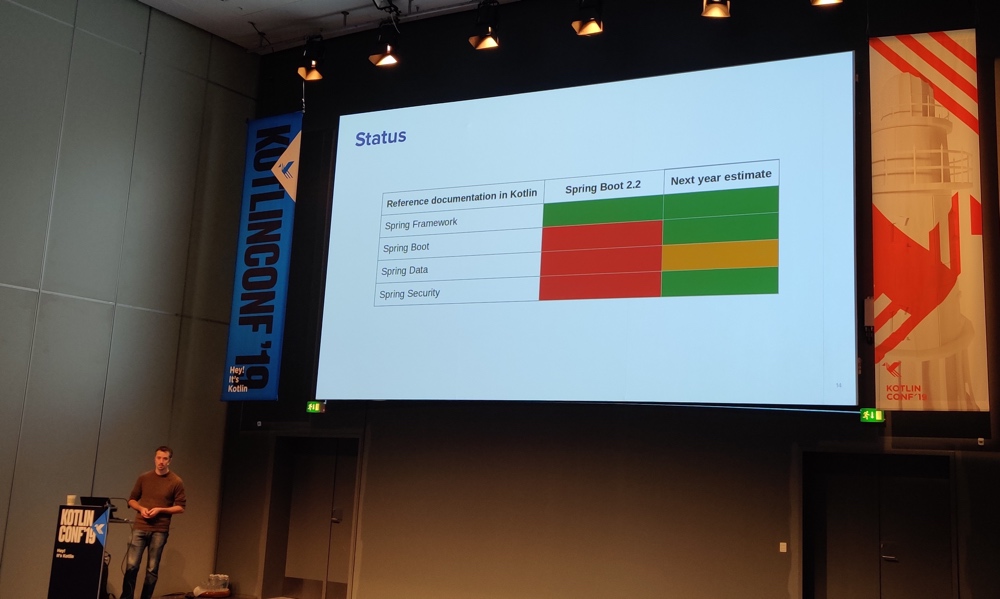 Status
Reference documentation in Kotlin
Spring Boot 2.2
Next year estimate
Spring Framework
Spring Boot
Spring Data
Spring Security
KOTLINCONF '19
Hey!
It's
Kotlin
KOTLIN
CONF'19
KOTLIN
CONF'19
Hey!
It's Kotlin